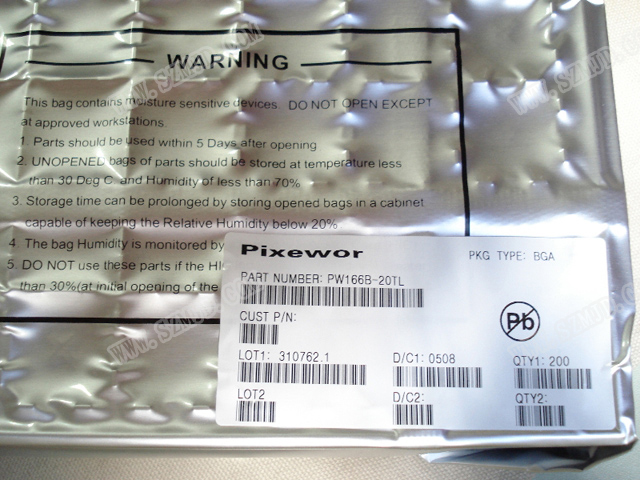 WARNING
This bag contains moisture sensitive devices. DO NOT OPEN EXCEPT
at approved workstations.
1. Parts should be used within 5 Days after opening
2. UNOPENED bags of parts should be stored at temperature less
than 30 Deg C. and Humidity of less than 70%
3. Storage time can be prolonged by storing opened bags in a cabinet
capable of keeping the Relative Humidity below 20%
4. The bag Humidity is monitored by
5. DO NOT use these parts if the
than 30%(at initial opening of the
Pixewor
PKG TYPE: BGA
PART NUMBER: PW166B-20TL
CUST P/N:
Pb
LOT1: 310762.1
D/C1: 0508
QTY1: 200
LOT2
D/C2:
QTY2: